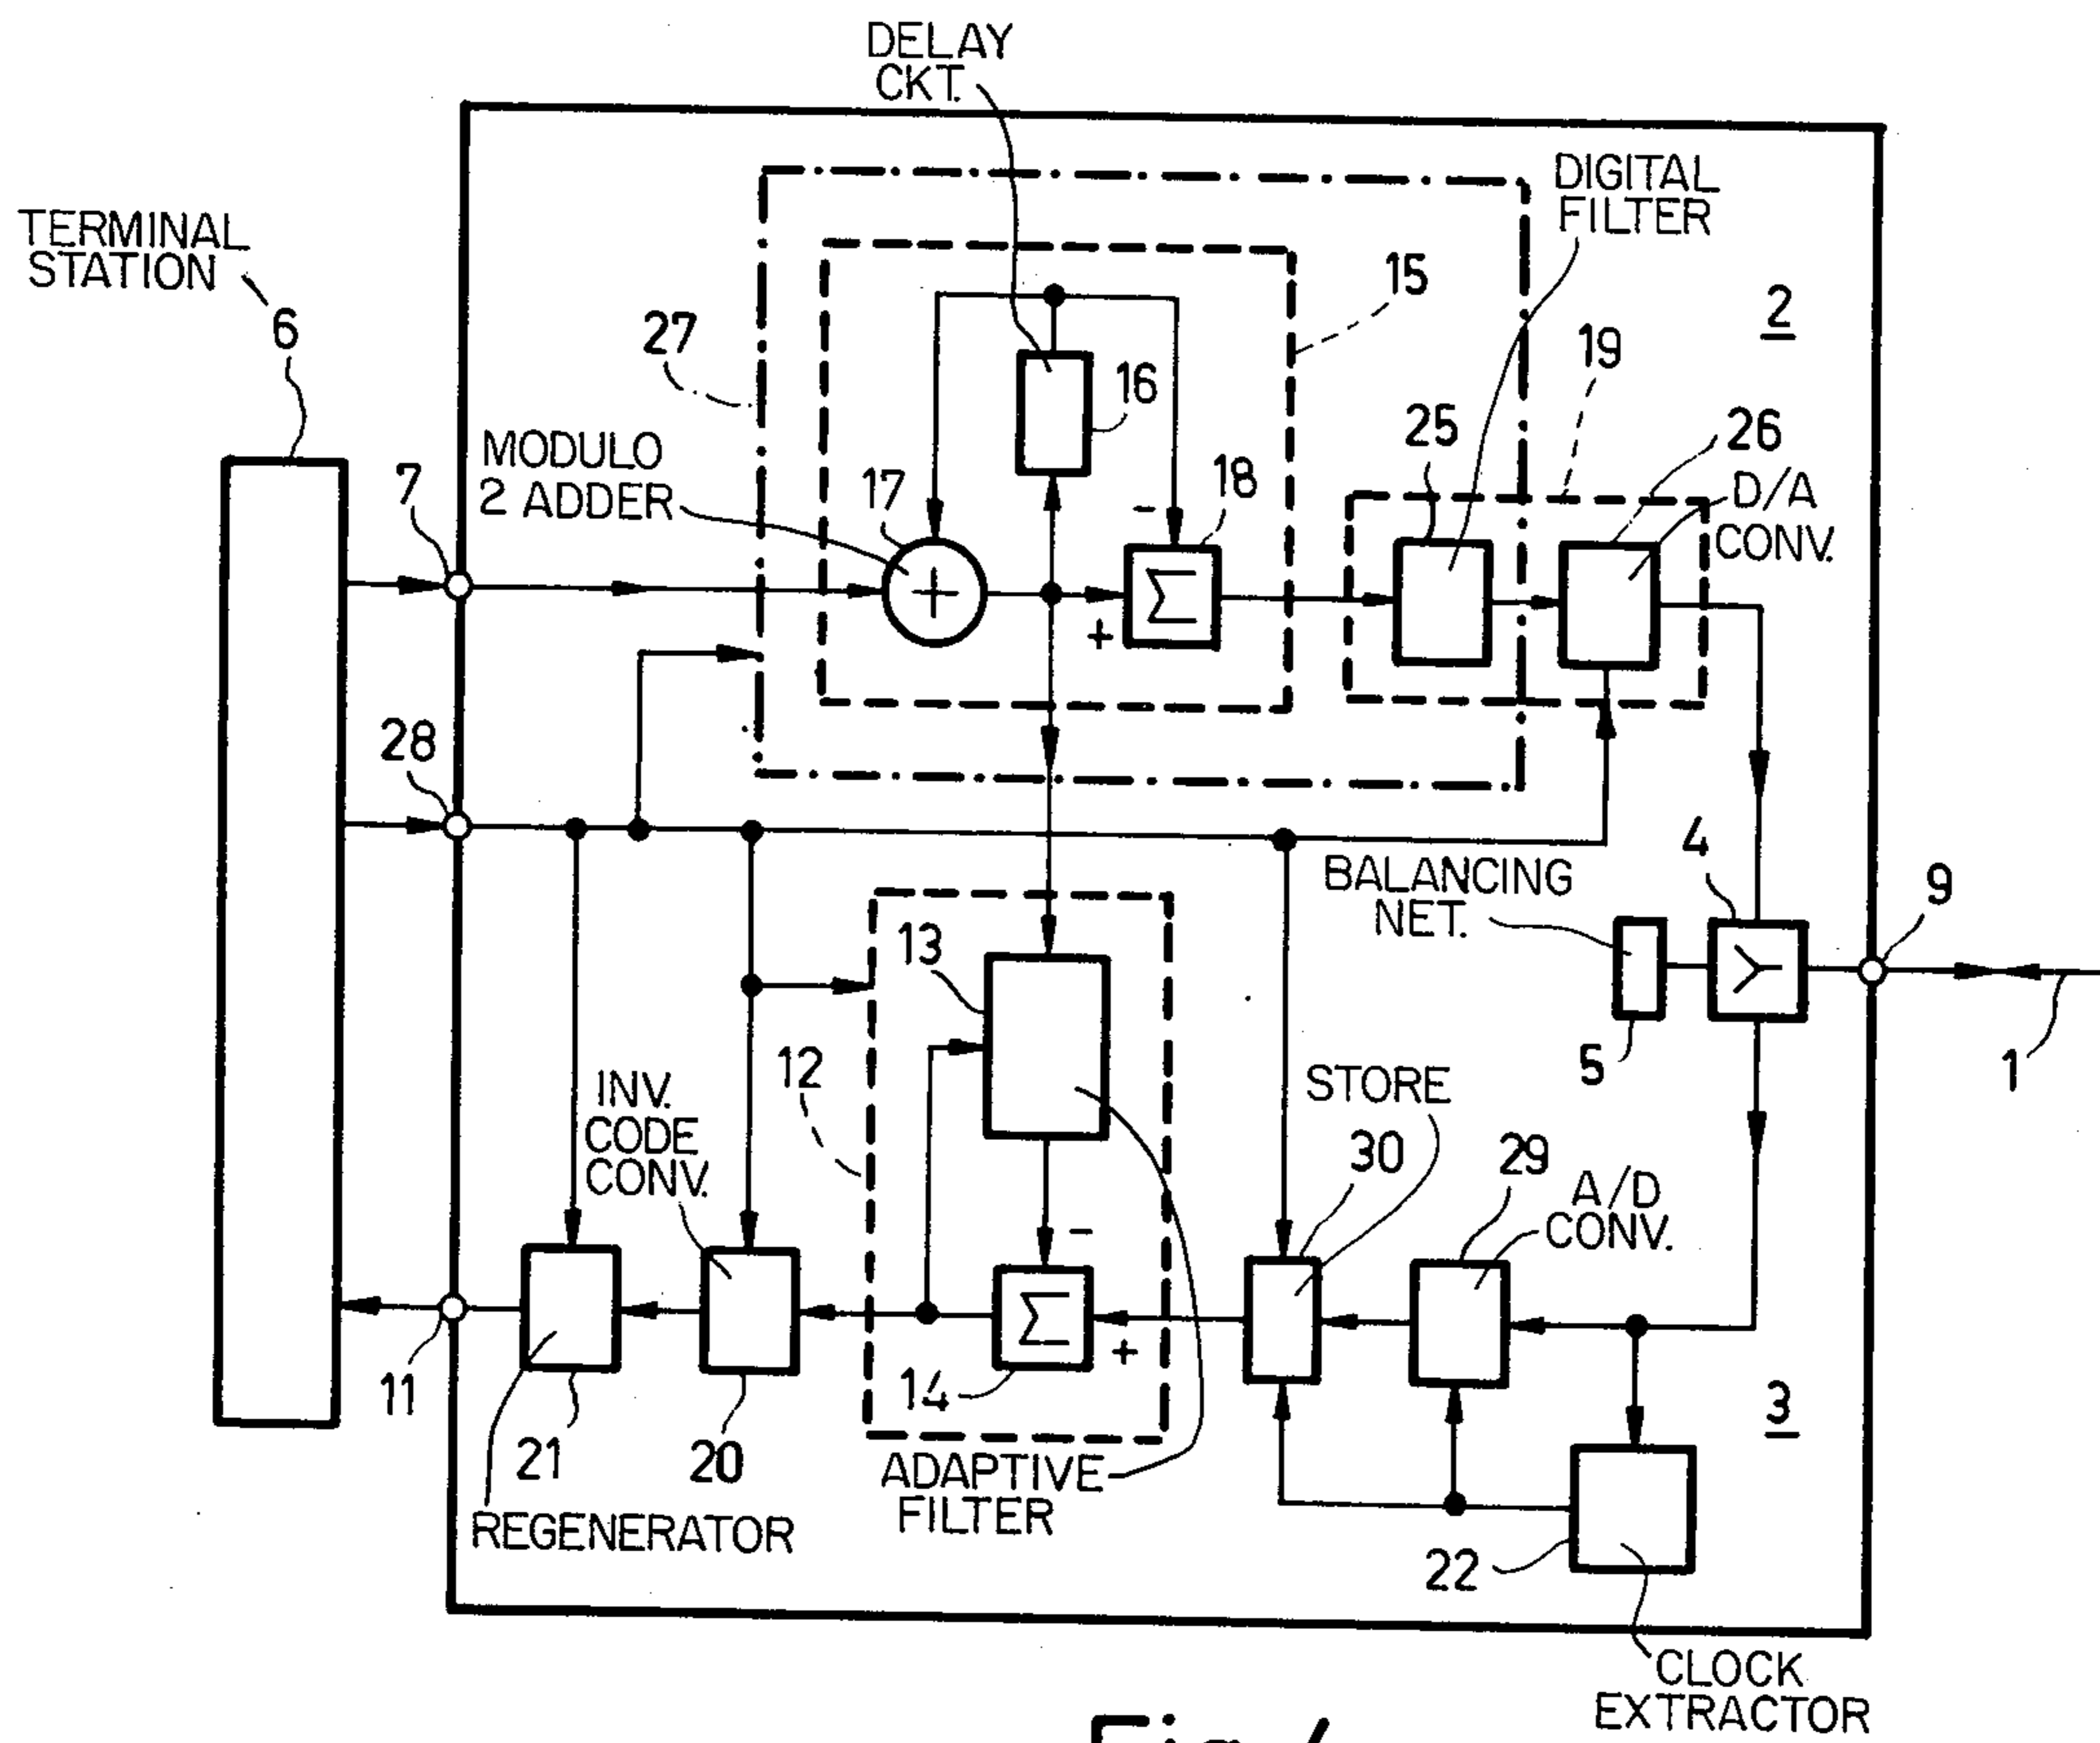 DELAY
CKT.
DIGITAL
FILTER
TERMINAL
STATION
6
27
15
2
19
16
25
26
MODULO
2 ADDER
17
18
D/A
CONV.
7
-
+
Σ
+
28
4
BALANCING
NET.
9
13
5
1
12
INV.
CODE
CONV.
STORE
30
29
A/D
CONV.
-
Σ
+
11
14
3
21
20
ADAPTIVE
FILTER
REGENERATOR
22
CLOCK
EXTRACTOR